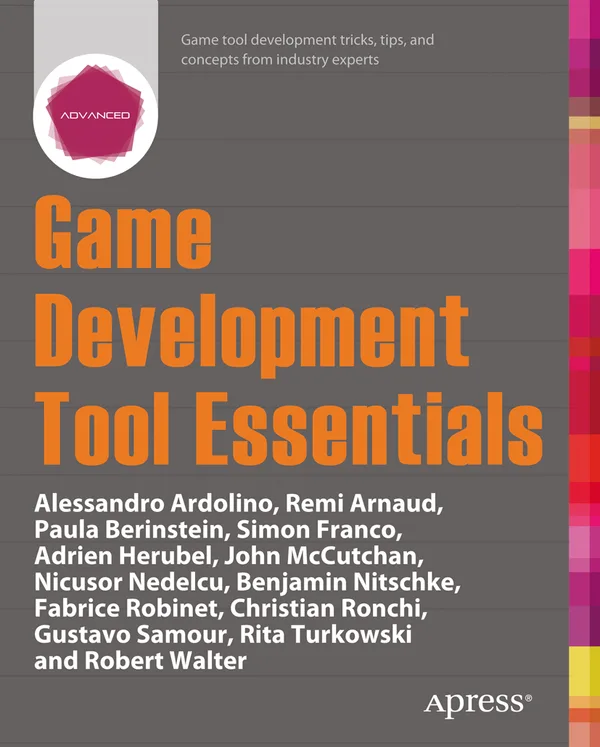 Game tool development tricks, tips, and
concepts from industry experts
ADVANCED
Game
Development
Tool Essentials
Alessandro Ardolino, Remi Arnaud,
Paula Berinstein, Simon Franco,
Adrien Herubel, John McCutchan,
Nicusor Nedelcu, Benjamin Nitschke,
Fabrice Robinet, Christian Ronchi,
Gustavo Samour, Rita Turkowski
and Robert Walter
Apress®